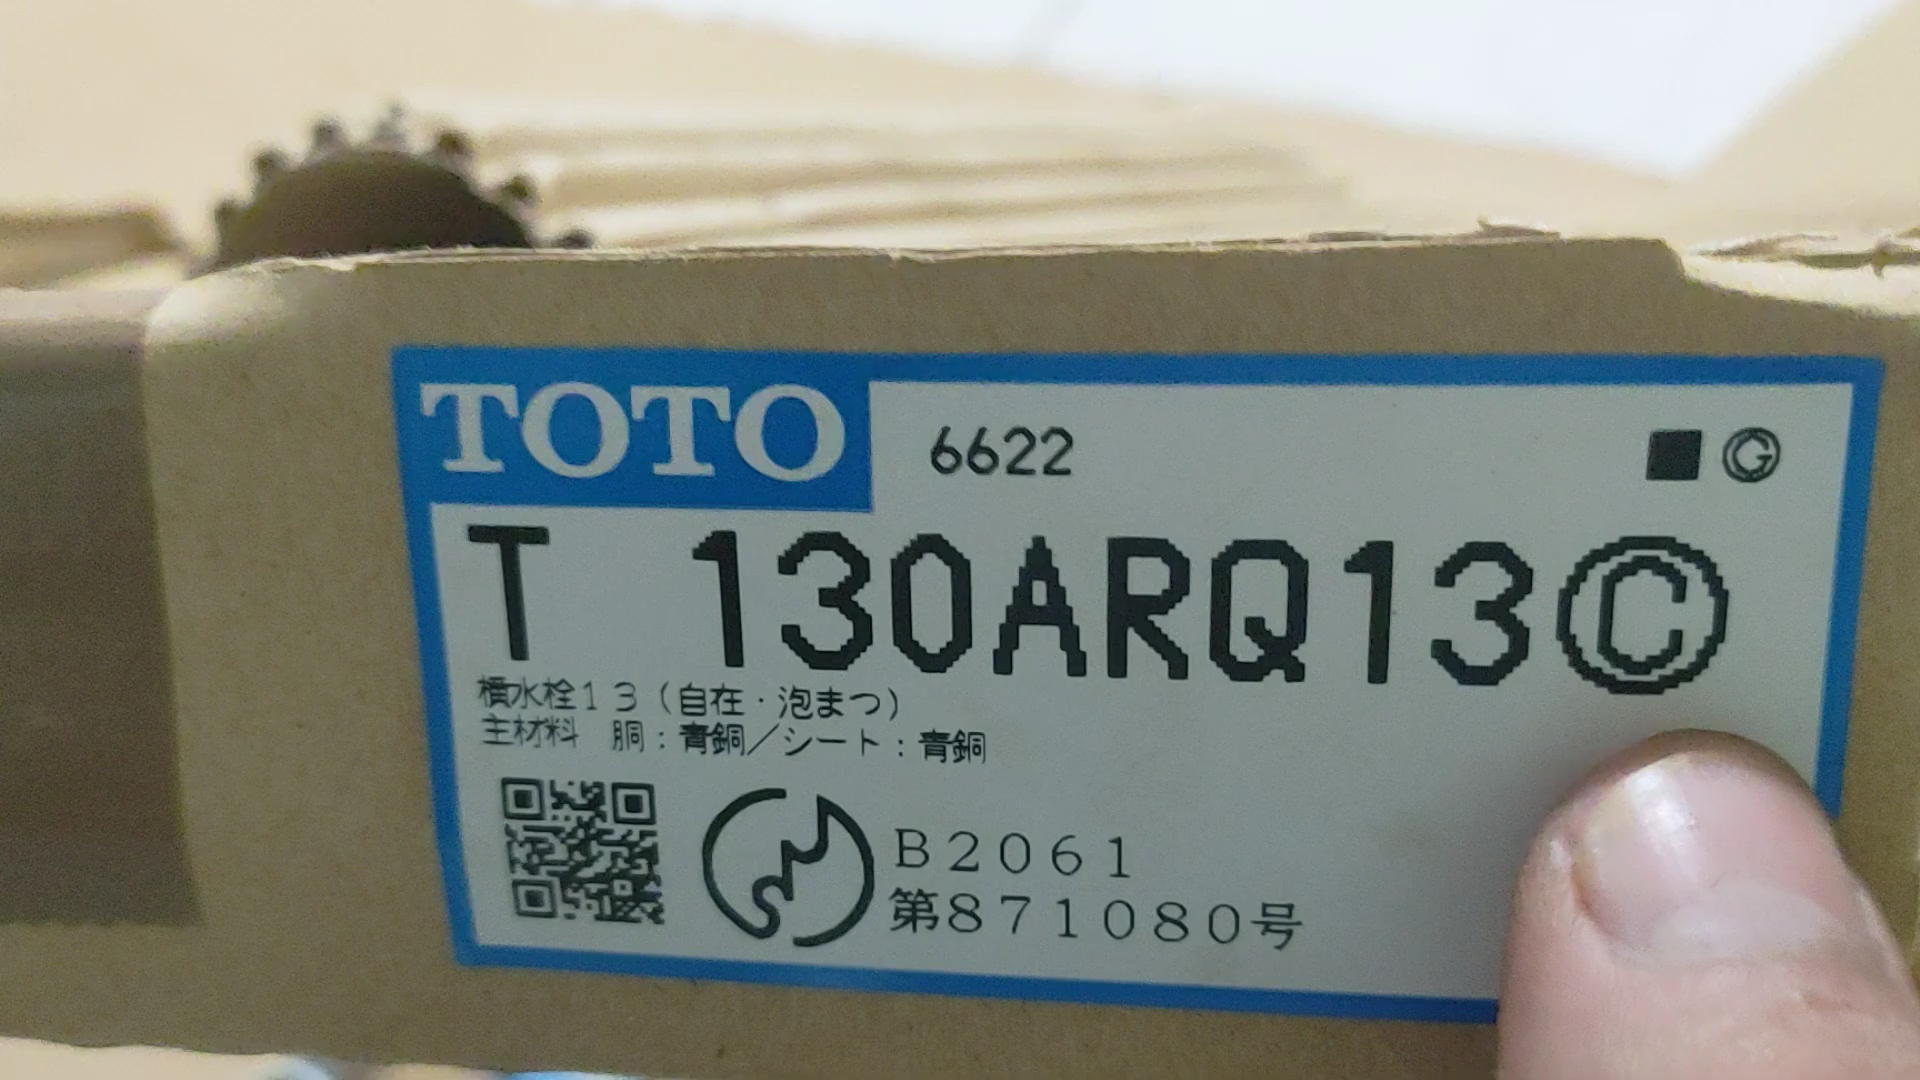 TOTO 6622 ■ Ⓖ
T 130ARQ13Ⓒ
横水栓13（自在・泡まつ）
主材料 胴：青銅／シート：青銅
B2061
第871080号